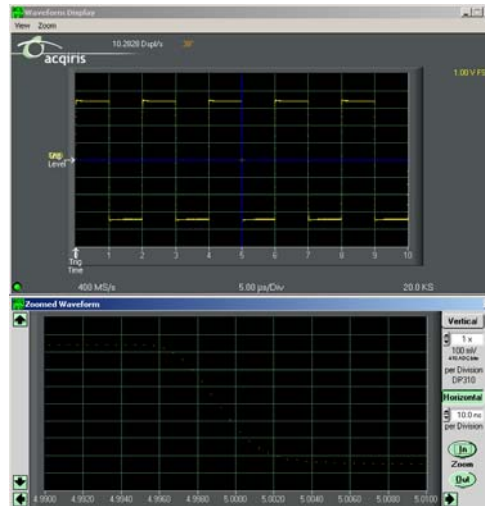 Waveform Display
View Zoom
10.2828 Dspl/s
acqiris
1.00 V FS
GND
Level
1 2 3 4 5 6 7 8 9 10
Trig
Time
400 MS/s 5.00 µs/Div 20.0 KS
Zoomed Waveform
Vertical
1 x
100 mV
per Division
DP310
Horizontal
10.0 ns
per Division
In
Zoom
Out
4.9900 4.9920 4.9940 4.9960 4.9980 5.0000 5.0020 5.0040 5.0060 5.0080 5.0100